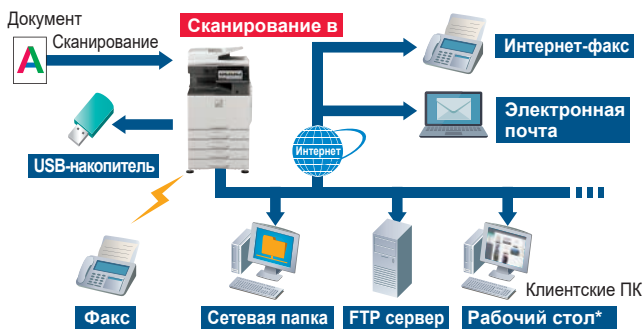 Документ
Сканирование
A
Сканирование в
Интернет-факс
Электронная
почта
Интернет
USB-накопитель
Клиентские ПК
Факс
Сетевая папка
FTP сервер
Рабочий стол*